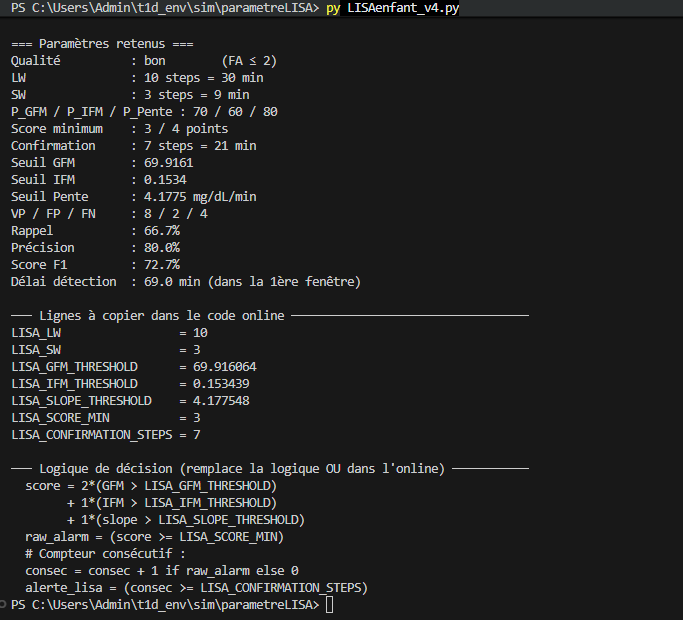 PS C:\Users\Admin\t1d_env\sim\parametreLISA> py LISAenfant_v4.py
=== Paramètres retenus ===
Qualité : bon (FA ≤ 2)
LW : 10 steps = 30 min
SW : 3 steps = 9 min
P_GFM / P_IFM / P_Pente : 70 / 60 / 80
Score minimum : 3 / 4 points
Confirmation : 7 steps = 21 min
Seuil GFM : 69.9161
Seuil IFM : 0.1534
Seuil Pente : 4.1775 mg/dL/min
VP / FP / FN : 8 / 2 / 4
Rappel : 66.7%
Précision : 80.0%
Score F1 : 72.7%
Délai détection : 69.0 min (dans la 1ère fenêtre)
── Lignes à copier dans le code online ──────────────────────────────
LISA_LW = 10
LISA_SW = 3
LISA_GFM_THRESHOLD = 69.916064
LISA_IFM_THRESHOLD = 0.153439
LISA_SLOPE_THRESHOLD = 4.177548
LISA_SCORE_MIN = 3
LISA_CONFIRMATION_STEPS = 7
── Logique de décision (remplace la logique OU dans l'online) ──────────
score = 2*(GFM > LISA_GFM_THRESHOLD)
+ 1*(IFM > LISA_IFM_THRESHOLD)
+ 1*(slope > LISA_SLOPE_THRESHOLD)
raw_alarm = (score >= LISA_SCORE_MIN)
# Compteur consécutif :
consec = consec + 1 if raw_alarm else 0
alerte_lisa = (consec >= LISA_CONFIRMATION_STEPS)
PS C:\Users\Admin\t1d_env\sim\parametreLISA>